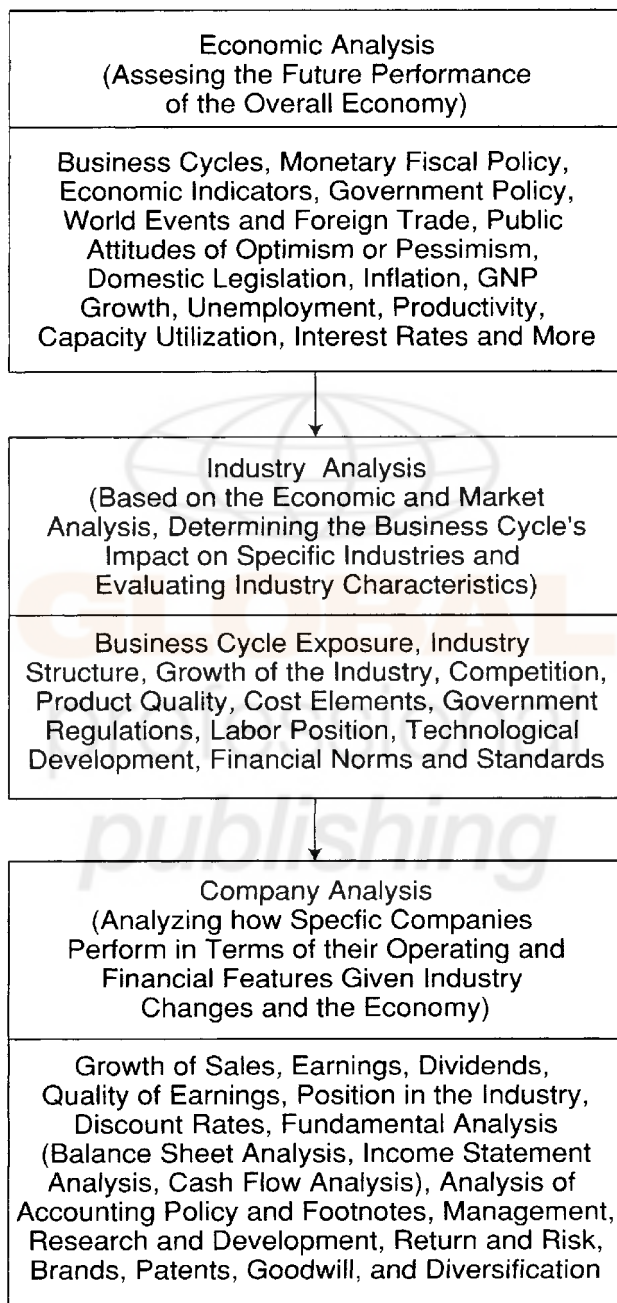 Economic Analysis
(Assesing the Future Performance
of the Overall Economy)
Business Cycles, Monetary Fiscal Policy,
Economic Indicators, Government Policy,
World Events and Foreign Trade, Public
Attitudes of Optimism or Pessimism,
Domestic Legislation, Inflation, GNP
Growth, Unemployment, Productivity,
Capacity Utilization, Interest Rates and More
Industry Analysis
(Based on the Economic and Market
Analysis, Determining the Business Cycle's
Impact on Specific Industries and
Evaluating Industry Characteristics)
Business Cycle Exposure, Industry
Structure, Growth of the Industry, Competition,
Product Quality, Cost Elements, Government
Regulations, Labor Position, Technological
Development, Financial Norms and Standards
GLOBAL
professional
publishing
Company Analysis
(Analyzing how Specfic Companies
Perform in Terms of their Operating and
Financial Features Given Industry
Changes and the Economy)
Growth of Sales, Earnings, Dividends,
Quality of Earnings, Position in the Industry,
Discount Rates, Fundamental Analysis
(Balance Sheet Analysis, Income Statement
Analysis, Cash Flow Analysis), Analysis of
Accounting Policy and Footnotes, Management,
Research and Development, Return and Risk,
Brands, Patents, Goodwill, and Diversification